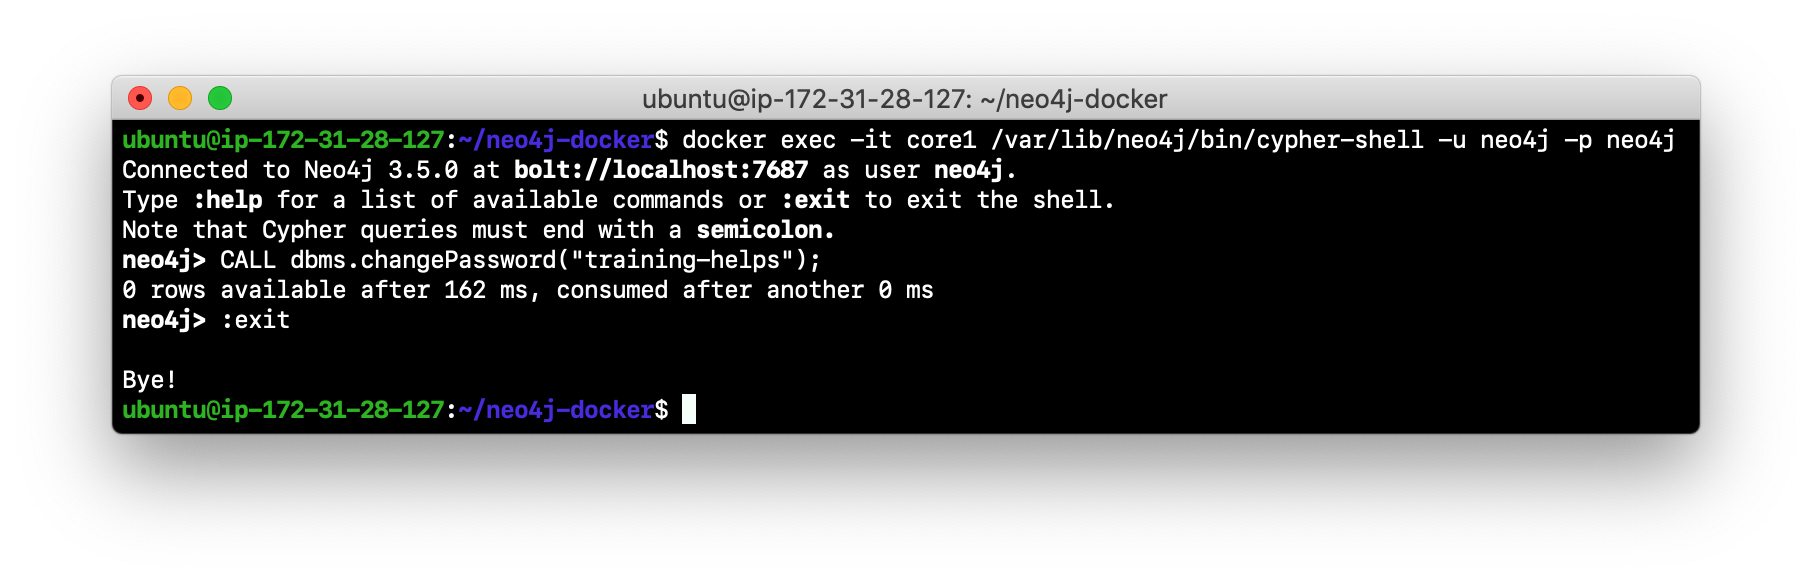 ubuntu@ip-172-31-28-127: ~/neo4j-docker
ubuntu@ip-172-31-28-127:~/neo4j-docker$ docker exec -it core1 /var/lib/neo4j/bin/cypher-shell -u neo4j -p neo4j
Connected to Neo4j 3.5.0 at bolt://localhost:7687 as user neo4j.
Type :help for a list of available commands or :exit to exit the shell.
Note that Cypher queries must end with a semicolon.
neo4j> CALL dbms.changePassword("training-helps");
0 rows available after 162 ms, consumed after another 0 ms
neo4j> :exit
Bye!
ubuntu@ip-172-31-28-127:~/neo4j-docker$